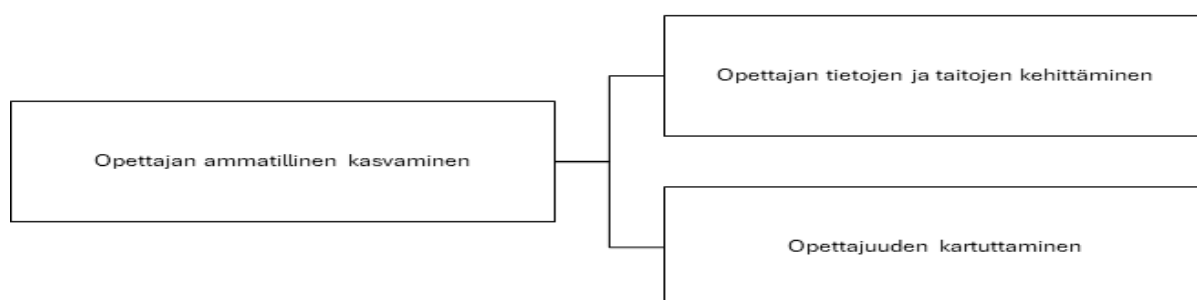 Opettajan ammatillinen kasvaminen
Opettajan tietojen ja taitojen kehittäminen
Opettajuuden kartuttaminen